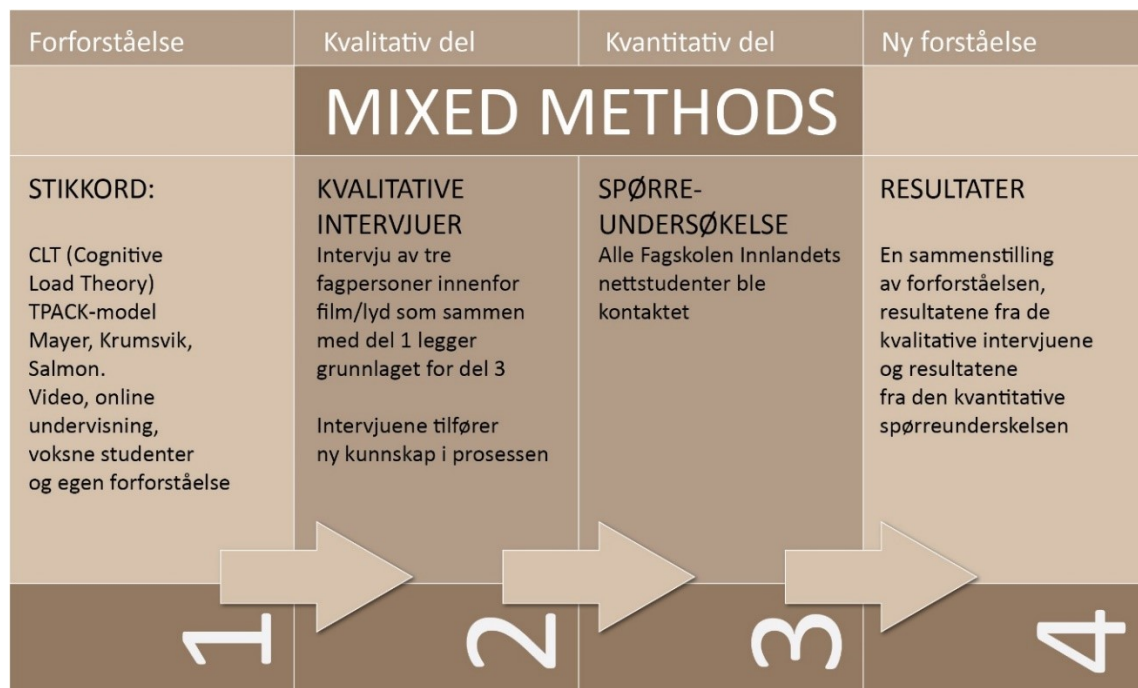 Forforståelse
Kvalitativ del
Kvantitativ del
Ny forståelse
MIXED METHODS
STIKKORD:
CLT (Cognitive
Load Theory)
TPACK-model
Mayer, Krumsvik,
Salmon.
Video, online
undervisning,
voksne studenter
og egen forforståelse
KVALITATIVE
INTERVJUER
Intervju av tre
fagpersoner innenfor
film/lyd som sammen
med del 1 legger
grunnlaget for del 3
Intervjuene tilfører
ny kunnskap i prosessen
SPØRRE-
UNDERSØKELSE
Alle Fagskolen Innlandets
nettstudenter ble
kontaktet
RESULTATER
En sammenstilling
av forforståelsen,
resultatene fra de
kvalitative intervjuene
og resultatene
fra den kvantitative
spørreunderskelsen
1
2
3
4